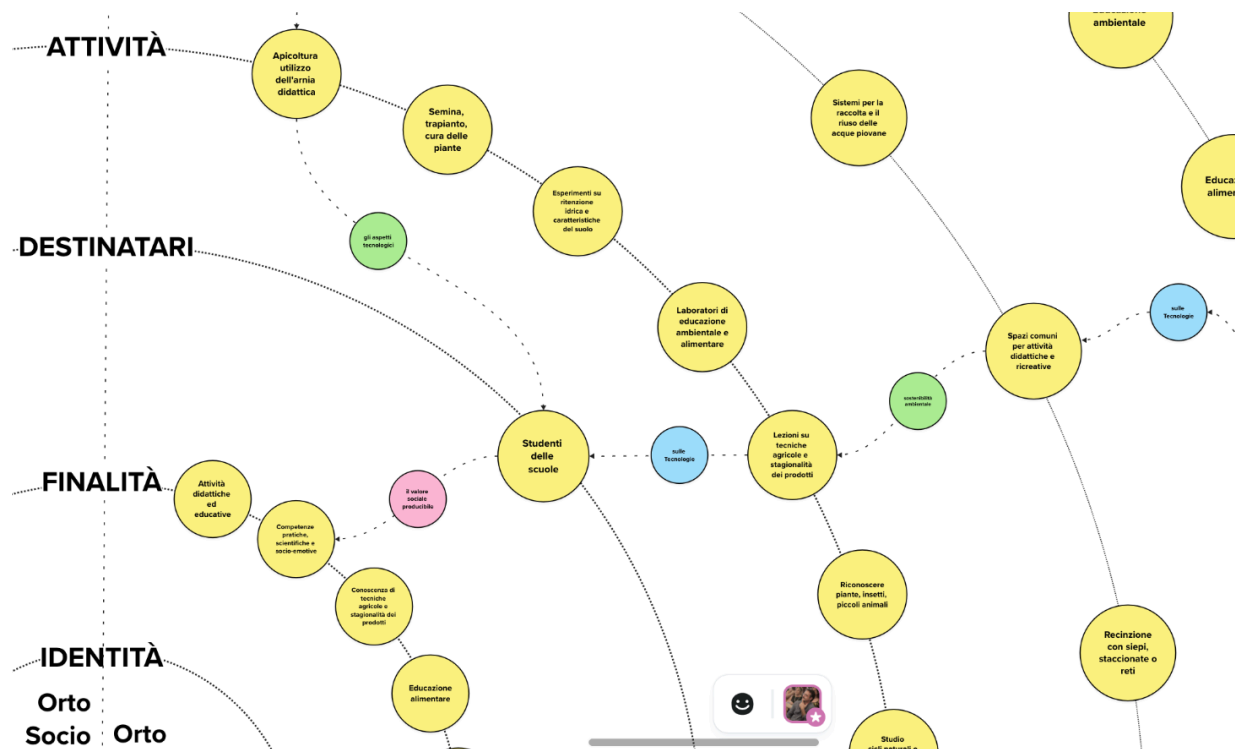 ATTIVITÀ
Apicoltura
utilizzo
dell'arnia
didattica
Semina,
trapianto,
cura delle
piante
Esperimenti su
ritenzione
idrica e
caratteristiche
del suolo
Laboratori di
educazione
ambientale e
alimentare
Lezioni su
tecniche
agricole e
stagionalità
dei prodotti
Riconoscere
piante, insetti,
piccoli animali
Studio
Sistemi per la
raccolta e il
riuso delle
acque piovane
Spazi comuni
per attività
didattiche e
ricreative
Recinzione
con siepi,
staccionate o
reti
ambientale
sulle
Tecnologie
sostenibilità
ambientale
gli aspetti
tecnologici
DESTINATARI
Studenti
delle
scuole
sulle
Tecnologie
il valore
sociale
producibile
FINALITÀ
Attività
didattiche
ed
educative
Competenze
pratiche,
scientifiche e
socio-emotive
Conoscenza di
tecniche
agricole e
stagionalità dei
prodotti
Educazione
alimentare
IDENTITÀ
Orto
Socio
Orto